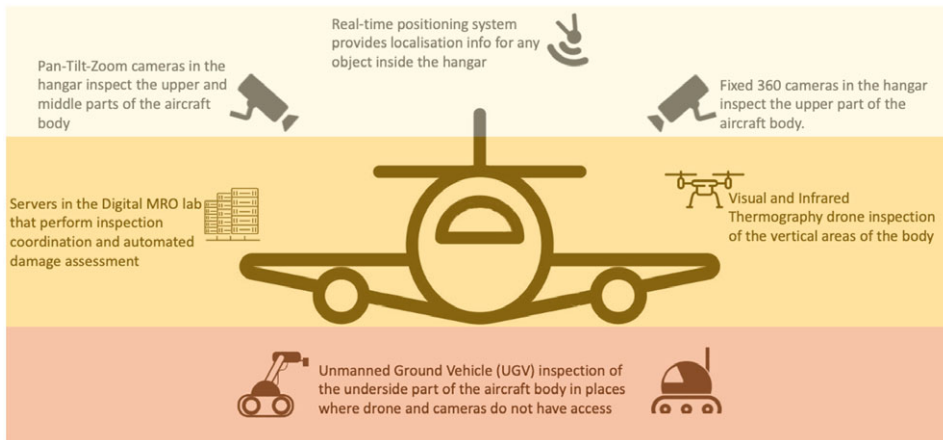 Real-time positioning system
provides localisation info for any
object inside the hangar
Pan-Tilt-Zoom cameras in the
hangar inspect the upper and
middle parts of the aircraft
body
Fixed 360 cameras in the hangar
inspect the upper part of the
aircraft body.
Servers in the Digital MRO lab
that perform inspection
coordination and automated
damage assessment
Visual and Infrared
Thermography drone inspection
of the vertical areas of the body
Unmanned Ground Vehicle (UGV) inspection of
the underside part of the aircraft body in places
where drone and cameras do not have access